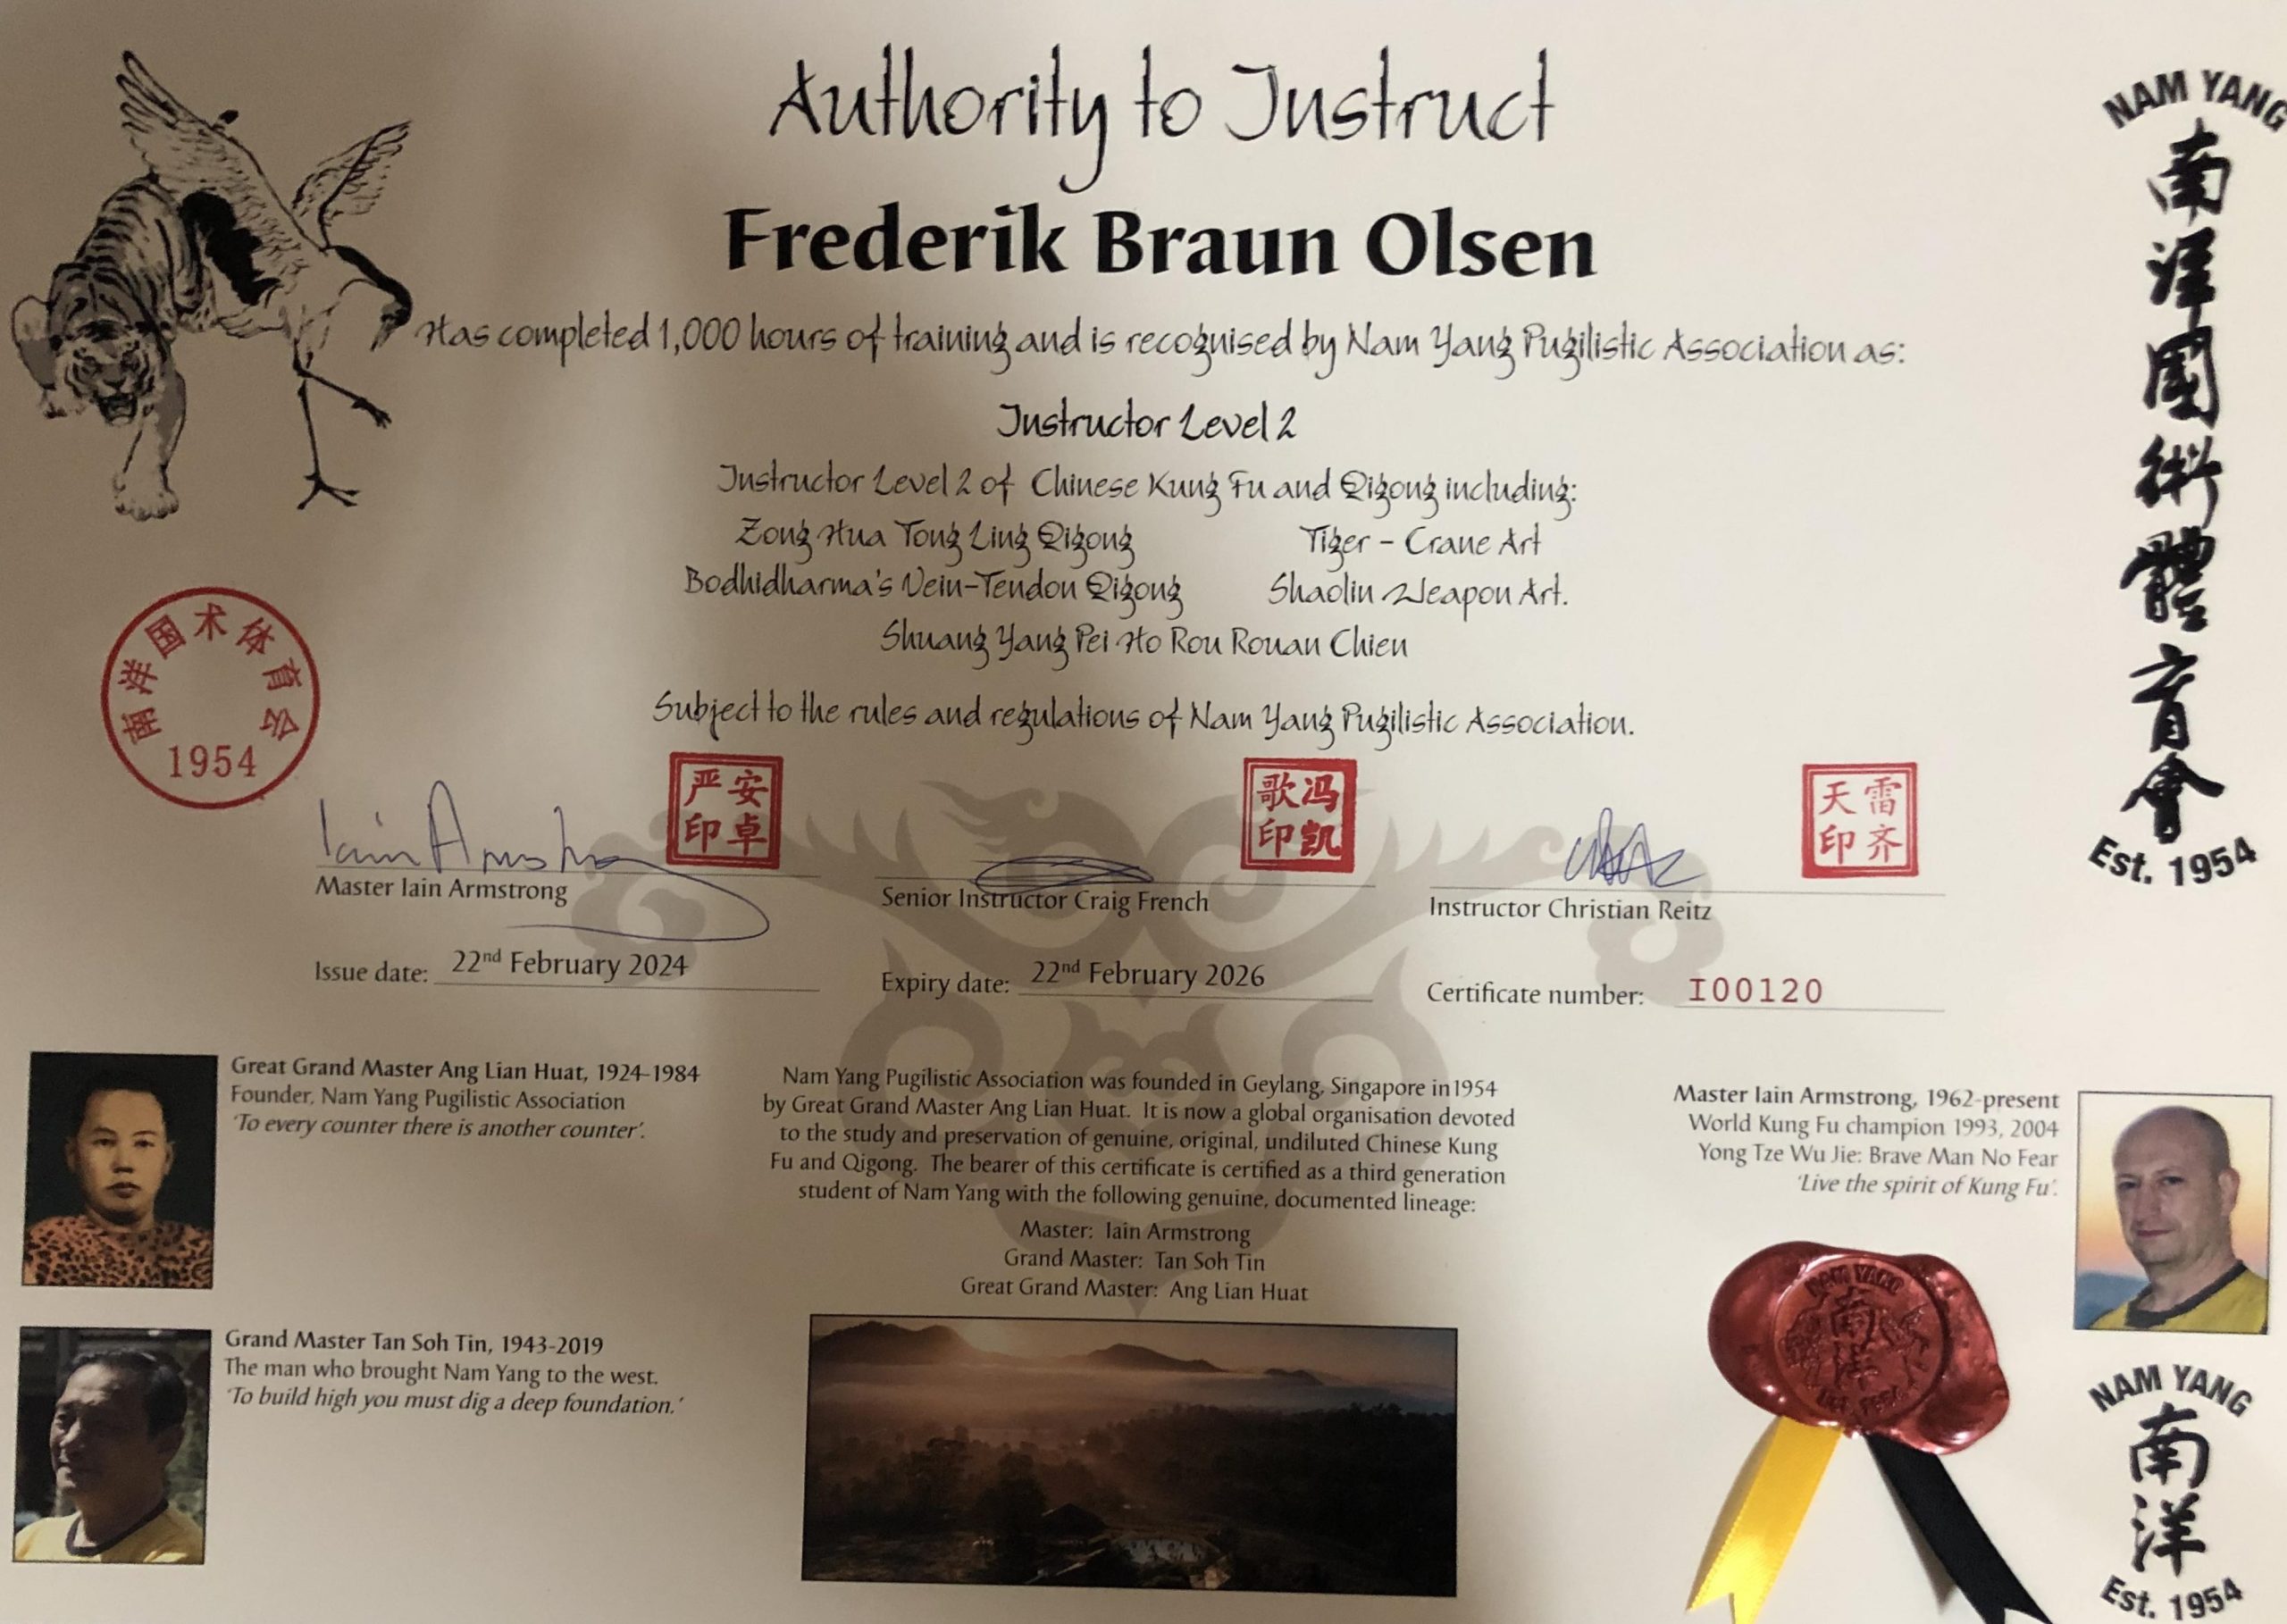 Authority to Instruct
Frederik Braun Olsen
Has completed 1,000 hours of training and is recognised by Nam Yang Pugilistic Association as:
Instructor Level 2
Instructor Level 2 of Chinese Kung Fu and Qigong including:
Zong Hua Tong Ling Qigong
Tiger – Crane Art
Bodhidharma's Vein-Tendon Qigong
Shaolin Weapon Art.
Shuang Yang Pei Ho Rou Rouan Chien
Subject to the rules and regulations of Nam Yang Pugilistic Association.
NAM YANG
南洋國術體育會
Est. 1954
南洋国术体育会
1954
Iain Armstrong
安卓严印
冯凯歌印
雷齐天印
Master Iain Armstrong
Senior Instructor Craig French
Instructor Christian Reitz
Issue date: 22nd February 2024
Expiry date: 22nd February 2026
Certificate number: I00120
Great Grand Master Ang Lian Huat, 1924-1984
Founder, Nam Yang Pugilistic Association
'To every counter there is another counter'.
Grand Master Tan Soh Tin, 1943-2019
The man who brought Nam Yang to the west.
'To build high you must dig a deep foundation.'
Nam Yang Pugilistic Association was founded in Geylang, Singapore in 1954
by Great Grand Master Ang Lian Huat. It is now a global organisation devoted
to the study and preservation of genuine, original, undiluted Chinese Kung
Fu and Qigong. The bearer of this certificate is certified as a third generation
student of Nam Yang with the following genuine, documented lineage:
Master: Iain Armstrong
Grand Master: Tan Soh Tin
Great Grand Master: Ang Lian Huat
Master Iain Armstrong, 1962-present
World Kung Fu champion 1993, 2004
Yong Tze Wu Jie: Brave Man No Fear
'Live the spirit of Kung Fu'.
NAM YANG
南洋
EST. 1954
NAM YANG
南洋
Est. 1954